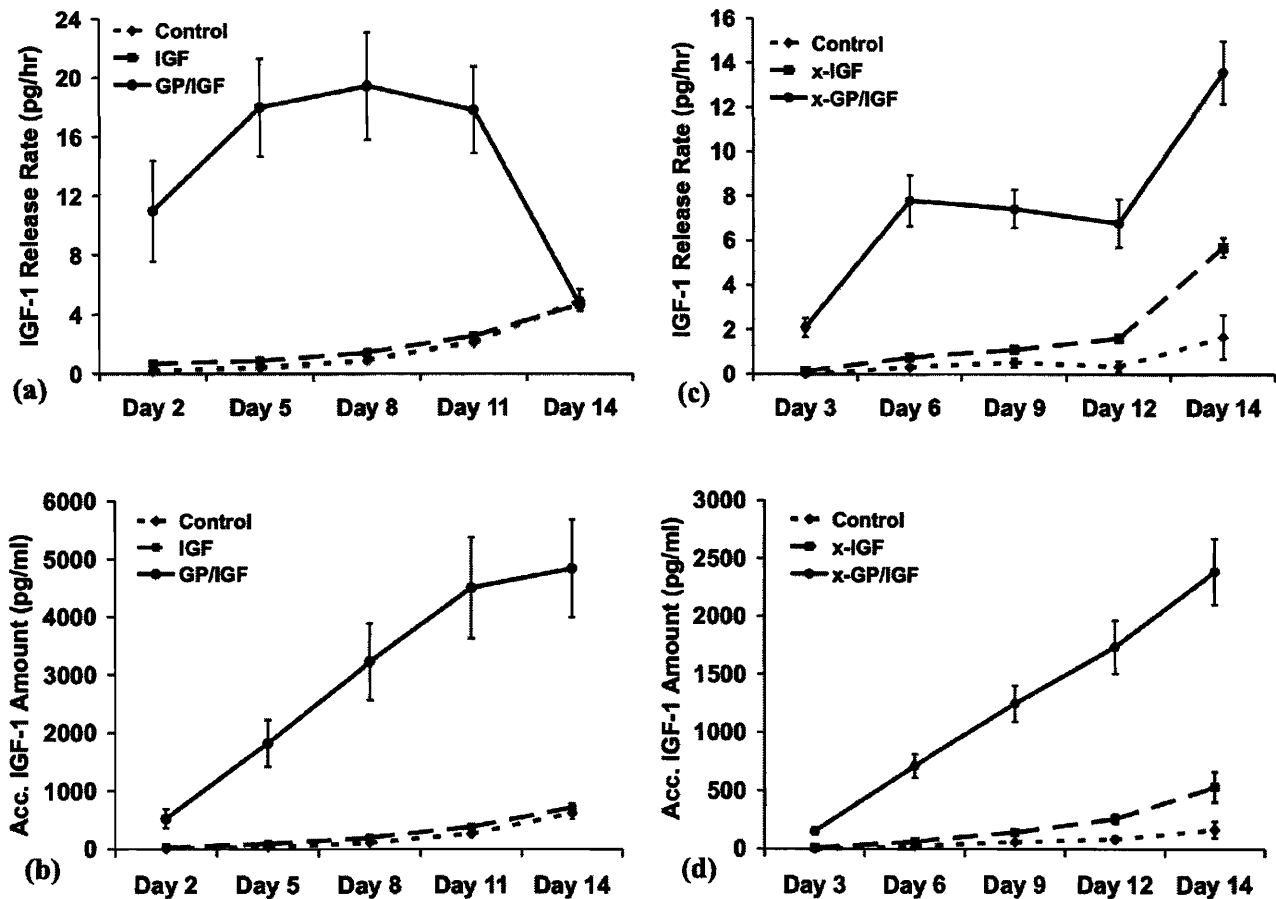 IGF-1 Release Rate (pg/hr)
24
20
16
12
8
4
0
Control
IGF
GP/IGF
Day 2
Day 5
Day 8
Day 11
Day 14
(a)
IGF-1 Release Rate (pg/hr)
16
14
12
10
8
6
4
2
0
Control
x-IGF
x-GP/IGF
Day 3
Day 6
Day 9
Day 12
Day 14
(c)
Acc. IGF-1 Amount (pg/ml)
6000
5000
4000
3000
2000
1000
0
Control
IGF
GP/IGF
Day 2
Day 5
Day 8
Day 11
Day 14
(b)
Acc. IGF-1 Amount (pg/ml)
3000
2500
2000
1500
1000
500
0
Control
x-IGF
x-GP/IGF
Day 3
Day 6
Day 9
Day 12
Day 14
(d)